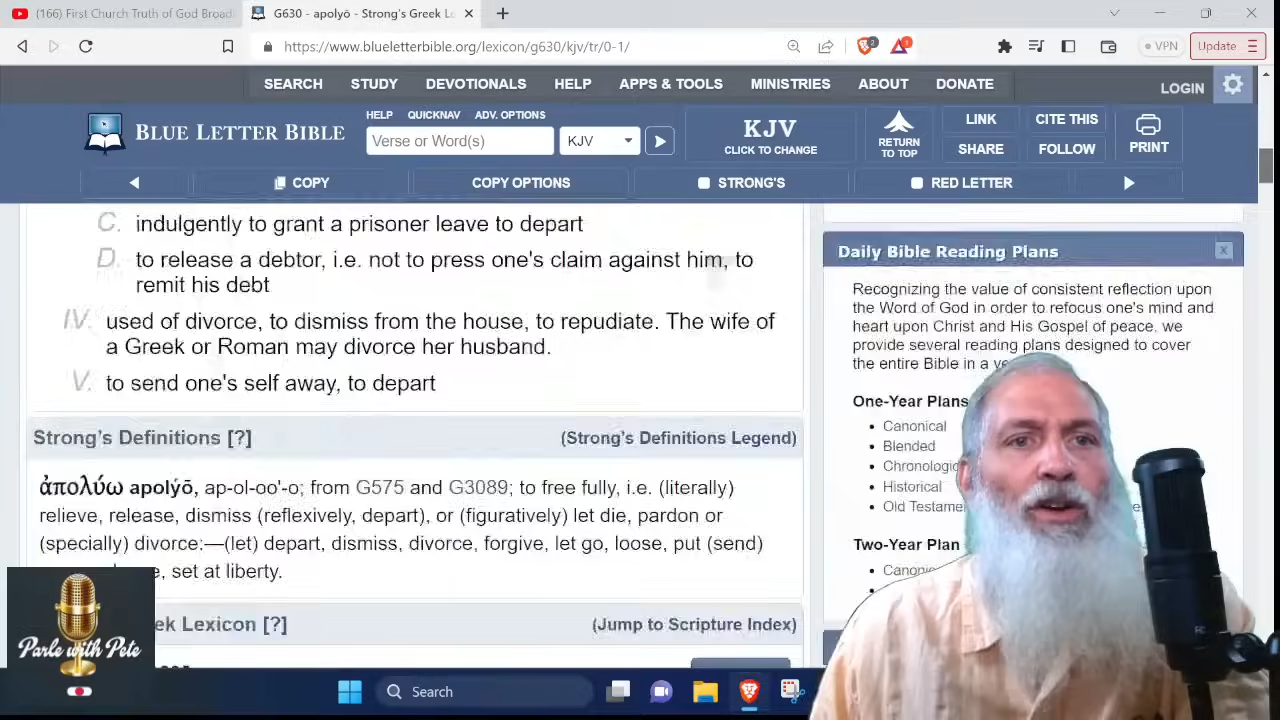 (166) First Church Truth of God Broad
G630 - apolyō - Strong's Greek Le
https://www.blueletterbible.org/lexicon/g630/kjv/tr/0-1/
2
1
VPN
Update
SEARCH STUDY DEVOTIONALS HELP APPS & TOOLS MINISTRIES ABOUT DONATE
LOGIN
BLUE LETTER BIBLE
HELP QUICKNAV ADV. OPTIONS
Verse or Word(s)
KJV
KJV
CLICK TO CHANGE
RETURN
TO TOP
LINK
CITE THIS
SHARE
FOLLOW
PRINT
COPY
COPY OPTIONS
STRONG'S
RED LETTER
C. indulgently to grant a prisoner leave to depart
D. to release a debtor, i.e. not to press one's claim against him, to
remit his debt
IV. used of divorce, to dismiss from the house, to repudiate. The wife of
a Greek or Roman may divorce her husband.
V. to send one's self away, to depart
Strong's Definitions [?]
(Strong's Definitions Legend)
ἀπολύω apolýō, ap-ol-oo'-o; from G575 and G3089; to free fully, i.e. (literally)
relieve, release, dismiss (reflexively, depart), or (figuratively) let die, pardon or
(specially) divorce:—(let) depart, dismiss, divorce, forgive, let go, loose, put (send)
set at liberty.
Lexicon [?]
(Jump to Scripture Index)
Daily Bible Reading Plans
Recognizing the value of consistent reflection upon
the Word of God in order to refocus one's mind and
heart upon Christ and His Gospel of peace. we
provide several reading plans designed to cover
the entire Bible in a
One-Year Plans
Canonical
Blended
Historical
Two-Year Plan
Parle with Pete
Search